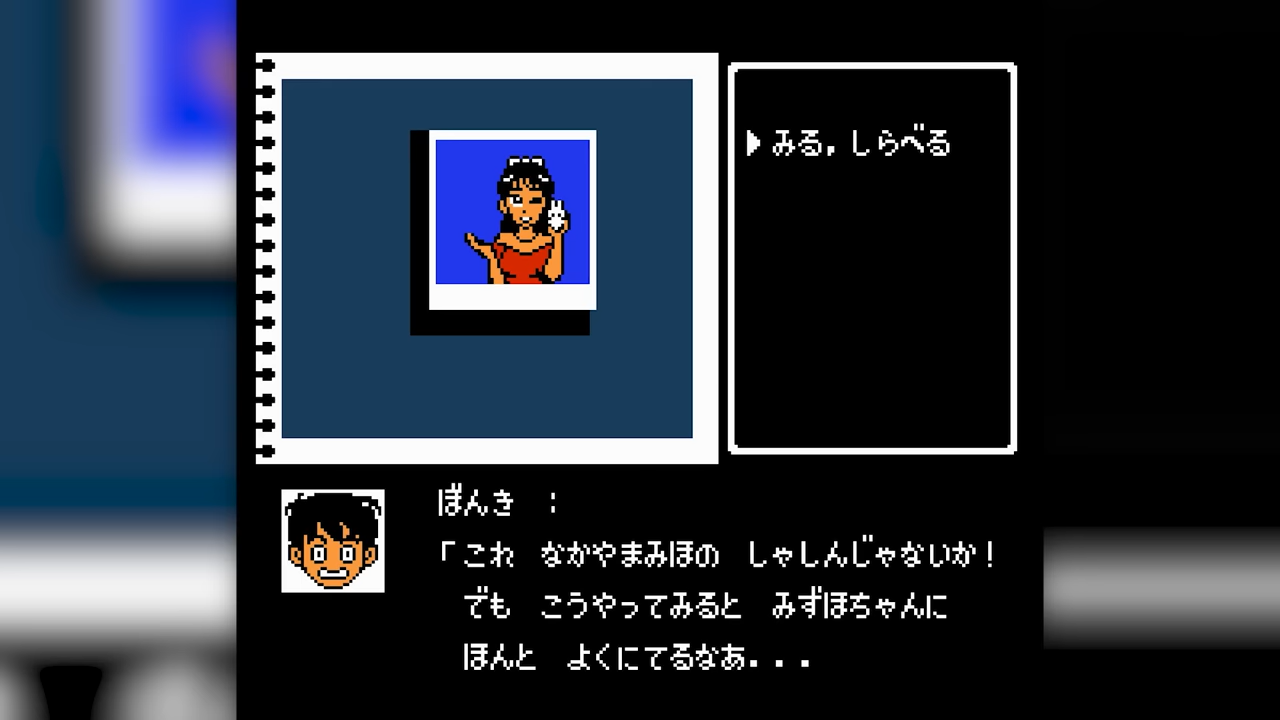 みる,しらべる
ぽんき :
「これ なかやまみほの しゃしんじゃないか!
でも こうやってみると みずほちゃんに
ほんと よくにてるなあ...